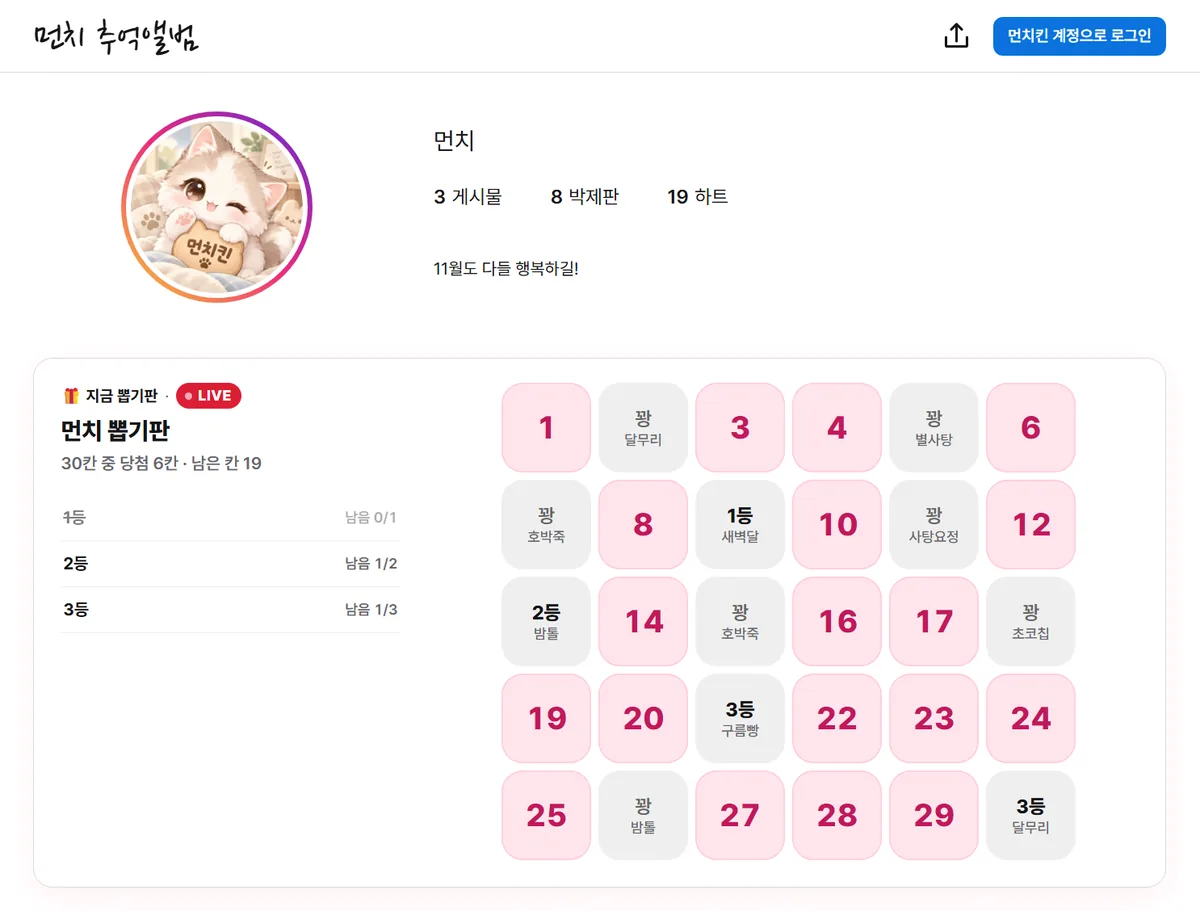 먼치 추억앨범
먼치킨 계정으로 로그인
먼치킨
먼치
3 게시물 8 박제판 19 하트
11월도 다들 행복하길!
지금 뽑기판 · LIVE
먼치 뽑기판
30칸 중 당첨 6칸 · 남은 칸 19
1등 남음 0/1
2등 남음 1/2
3등 남음 1/3
1 꽝 3 4 꽝 6
달무리 별사탕
꽝 8 1등 10 꽝 12
호박죽 새벽달 사탕요정
2등 14 꽝 16 17 꽝
밤톨 호박죽 초코칩
19 20 3등 22 23 24
구름빵
25 꽝 27 28 29 3등
밤톨 달무리